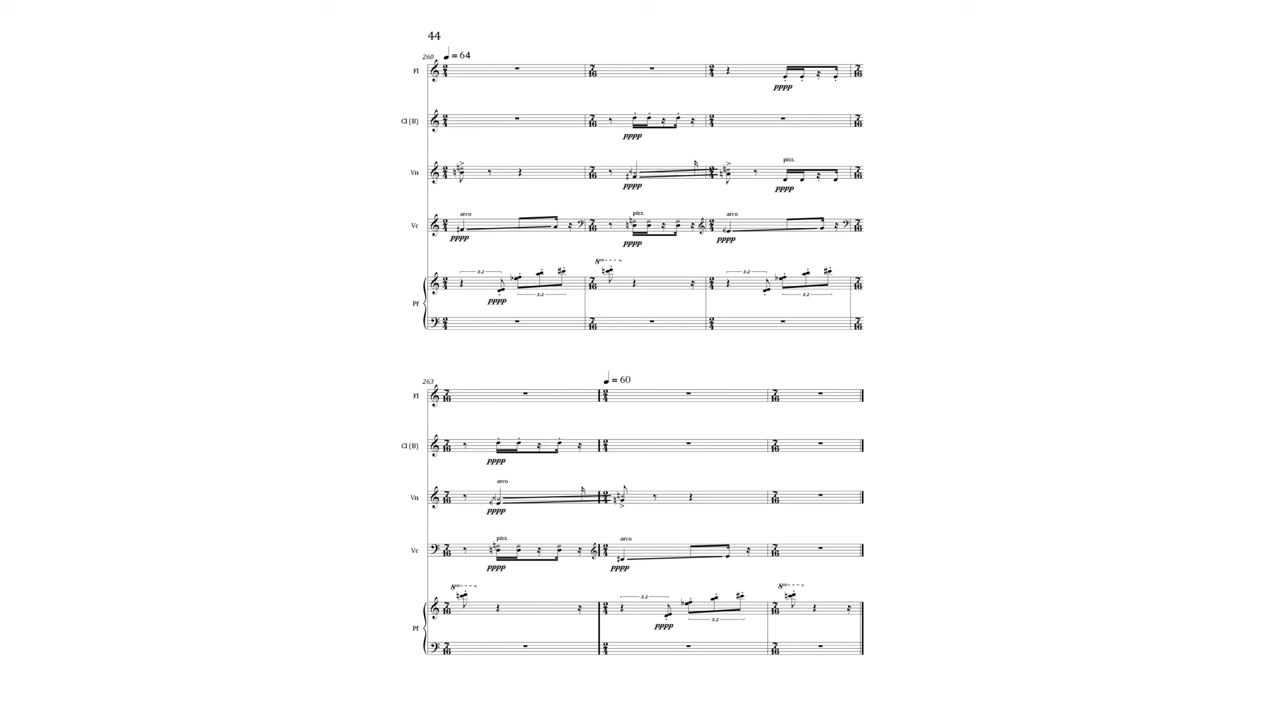 44
260 ♩ = 64
Fl
pppp
Cl (B)
pppp
pizz.
Vn
pppp
pppp
arco pizz. arco
Vc
pppp pppp pppp
8va
3:2 3:2
pppp 3:2 3:2
Pf
263 ♩ = 60
Fl
Cl (B)
pppp
arco
Vn
pppp
pizz. arco
Vc
pppp pppp
8va 8va
3:2
3:2
pppp
Pf